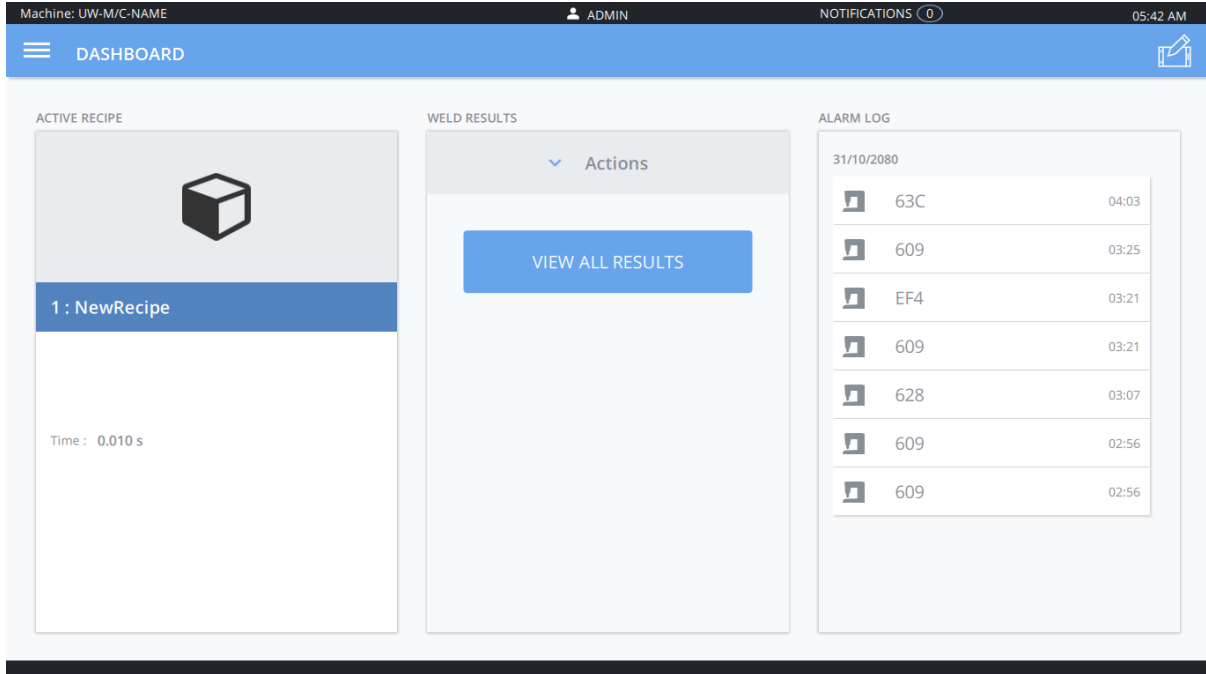 Machine: UW-M/C-NAME ADMIN NOTIFICATIONS 0 05:42 AM
DASHBOARD
ACTIVE RECIPE
1 : NewRecipe
Time : 0.010 s
WELD RESULTS
Actions
VIEW ALL RESULTS
ALARM LOG
31/10/2080
63C 04:03
609 03:25
EF4 03:21
609 03:21
628 03:07
609 02:56
609 02:56